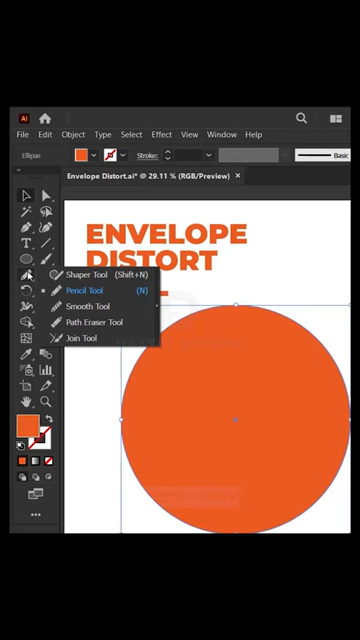 Ai
File Edit Object Type Select Effect View Window Help
Ellipse Stroke: Basic
Envelope Distort.ai* @ 29.11 % (RGB/Preview) ×
ENVELOPE
DISTORT
Shaper Tool (Shift+N)
Pencil Tool (N)
Smooth Tool
Path Eraser Tool
Join Tool